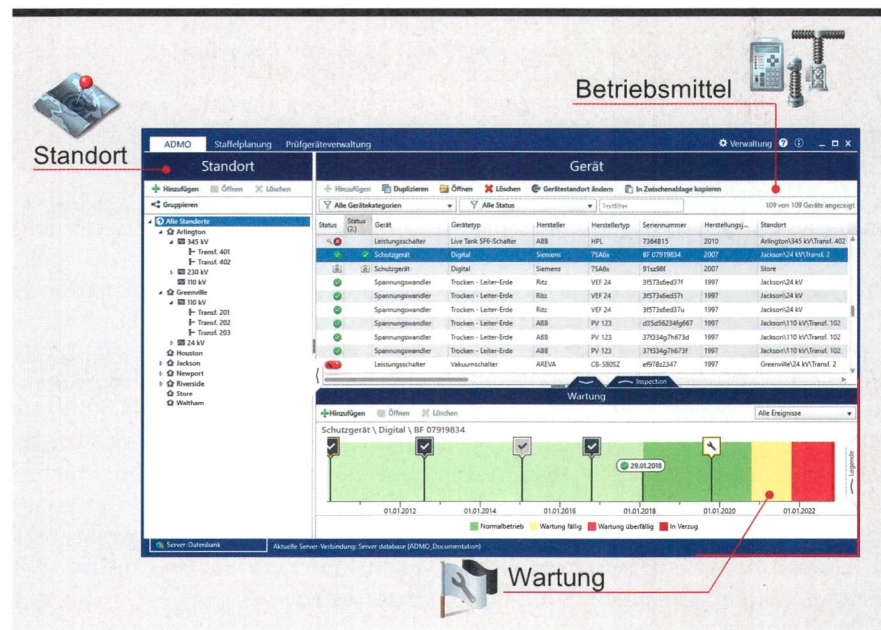 Betriebsmittel
Standort
ADMO Staffelplanung Prüfgeräteverwaltung Verwaltung
Standort
Gerät
Hinzufügen Öffnen Löschen
Hinzufügen Duplizieren Öffnen Löschen Gerätestandort ändern In Zwischenablage kopieren
Gruppieren
Alle Gerätekategorien Alle Status Textfilter 109 von 109 Geräte angezeigt
Alle Standorte
Arlington
345 kV
Transf. 401
Transf. 402
230 kV
110 kV
Greenville
110 kV
Transf. 201
Transf. 202
Transf. 203
24 kV
Houston
Jackson
Newport
Riverside
Store
Waltham
Status Status (2.) Gerät Gerätetyp Hersteller Herstellertyp Seriennummer Herstellungsj... Standort
Leistungsschalter Live Tank SF6-Schalter ABB HPL 7364B15 2010 Arlington\345 kV\Transf. 402
Schutzgerät Digital Siemens 7SA6x BF 07919834 2007 Jackson\24 kV\Transf. 2
Schutzgerät Digital Siemens 7SA6x 91sz98f 2007 Store
Spannungswandler Trocken - Leiter-Erde Ritz VEF 24 3f573s6ed37f 1997 Jackson\24 kV
Spannungswandler Trocken - Leiter-Erde Ritz VEF 24 3f573s6ed37t 1997 Jackson\24 kV
Spannungswandler Trocken - Leiter-Erde Ritz VEF 24 3f573s6ed37u 1997 Jackson\24 kV
Spannungswandler Trocken - Leiter-Erde ABB PV 123 d35d56234fg667 1997 Jackson\110 kV\Transf. 102
Spannungswandler Trocken - Leiter-Erde ABB PV 123 37f334g7h673d 1997 Jackson\110 kV\Transf. 102
Spannungswandler Trocken - Leiter-Erde ABB PV 123 37f334g7h673f 1997 Jackson\110 kV\Transf. 102
Leistungsschalter Vakuumschalter AREVA CB-S80SZ ef978z2347 1997 Greenville\24 kV\Transf. 2
Inspection
Wartung
Hinzufügen Öffnen Löschen Alle Ereignisse
Schutzgerät \ Digital \ BF 07919834
29.01.2018
Legende
01.01.2012 01.01.2014 01.01.2016 01.01.2018 01.01.2020 01.01.2022
Normalbetrieb Wartung fällig Wartung überfällig In Verzug
Server-Datenbank Aktuelle Server-Verbindung: Server database (ADMO_Documentation)
Wartung